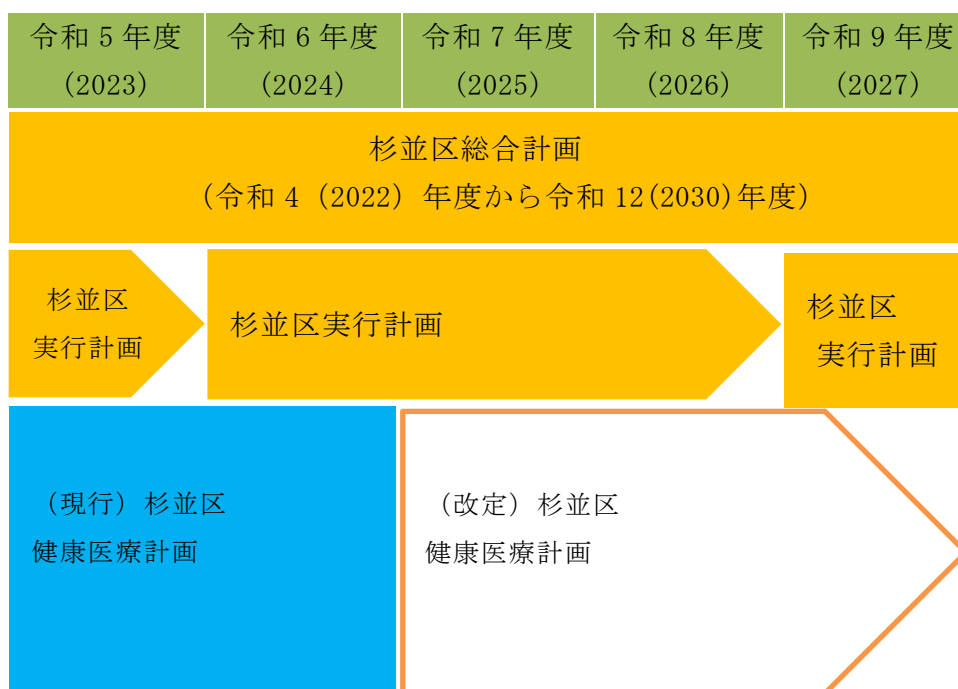 令和 5 年度 令和 6 年度 令和 7 年度 令和 8 年度 令和 9 年度
(2023) (2024) (2025) (2026) (2027)
杉並区総合計画
（令和 4（2022）年度から令和 12(2030)年度）
杉並区
実行計画
杉並区実行計画
杉並区
実行計画
（現行）杉並区
健康医療計画
（改定）杉並区
健康医療計画